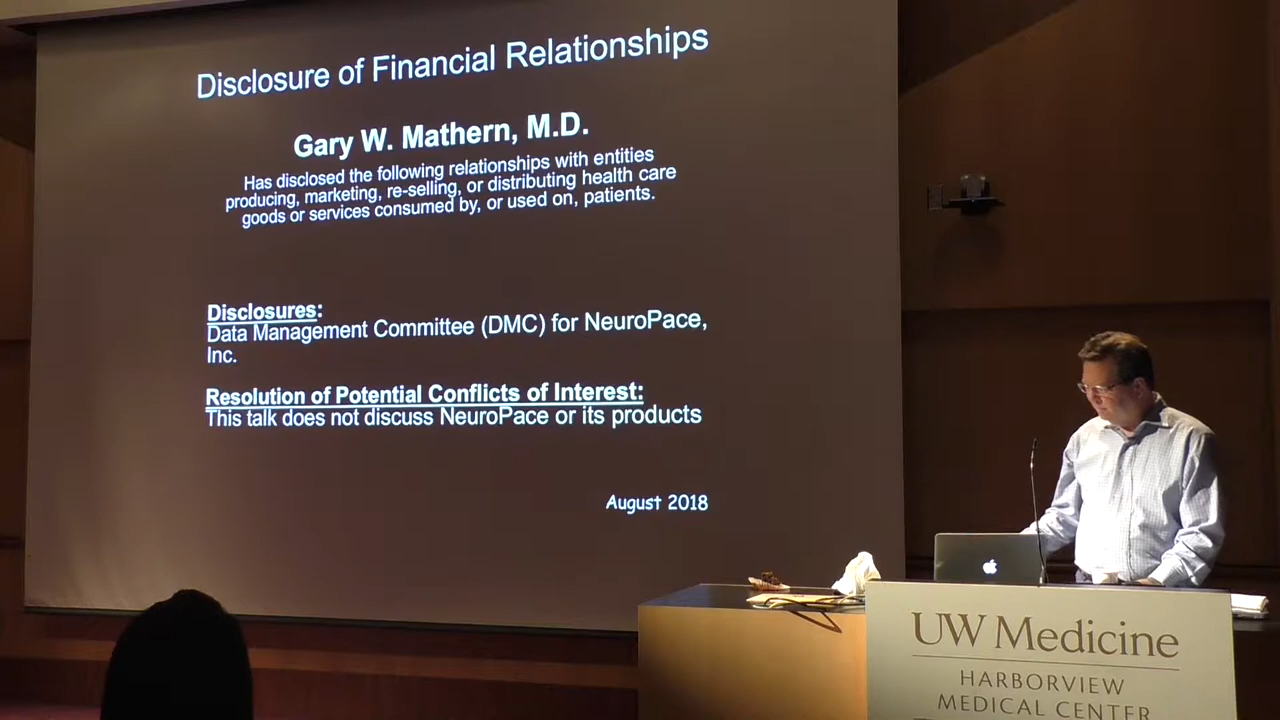 Disclosure of Financial Relationships
Gary W. Mathern, M.D.
Has disclosed the following relationships with entities
producing, marketing, re-selling, or distributing health care
goods or services consumed by, or used on, patients.
Disclosures:
Data Management Committee (DMC) for NeuroPace,
Inc.
Resolution of Potential Conflicts of Interest:
This talk does not discuss NeuroPace or its products
August 2018
UW Medicine
HARBORVIEW
MEDICAL CENTER